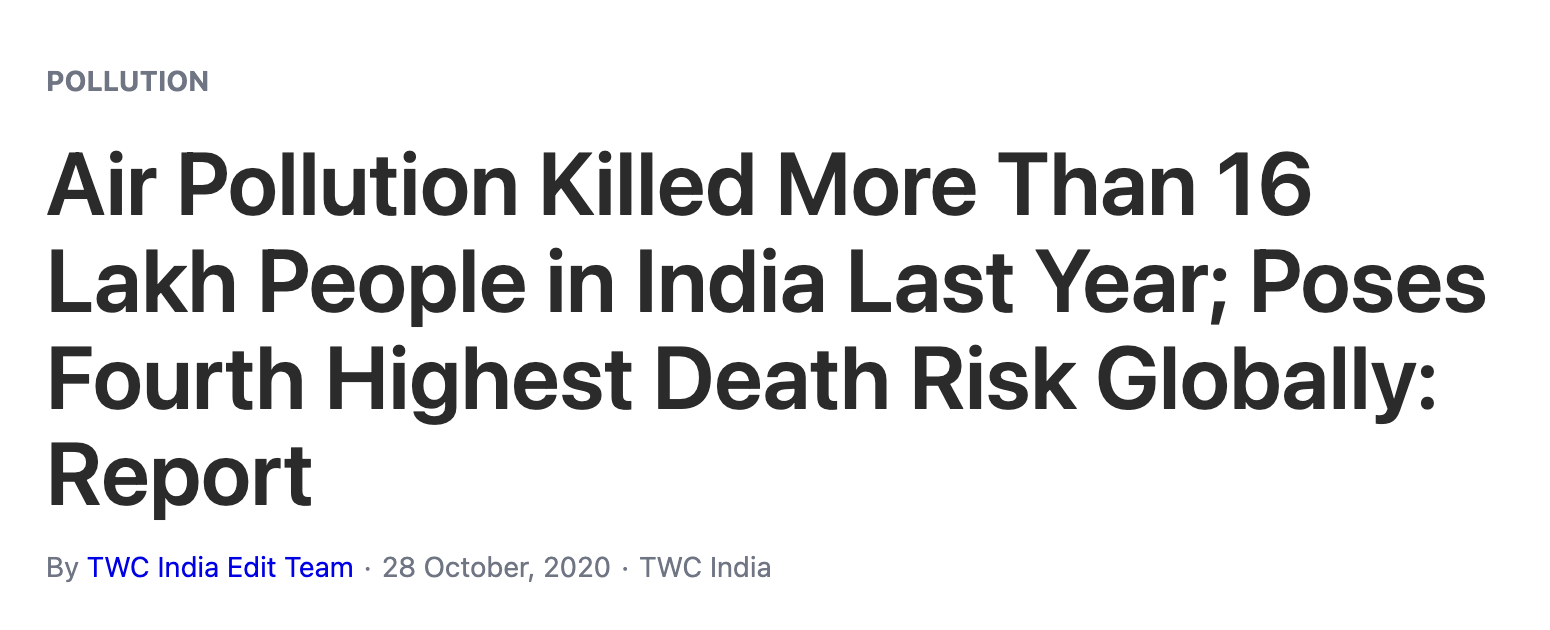 POLLUTION
Air Pollution Killed More Than 16
Lakh People in India Last Year; Poses
Fourth Highest Death Risk Globally:
Report
By TWC India Edit Team · 28 October, 2020 · TWC India